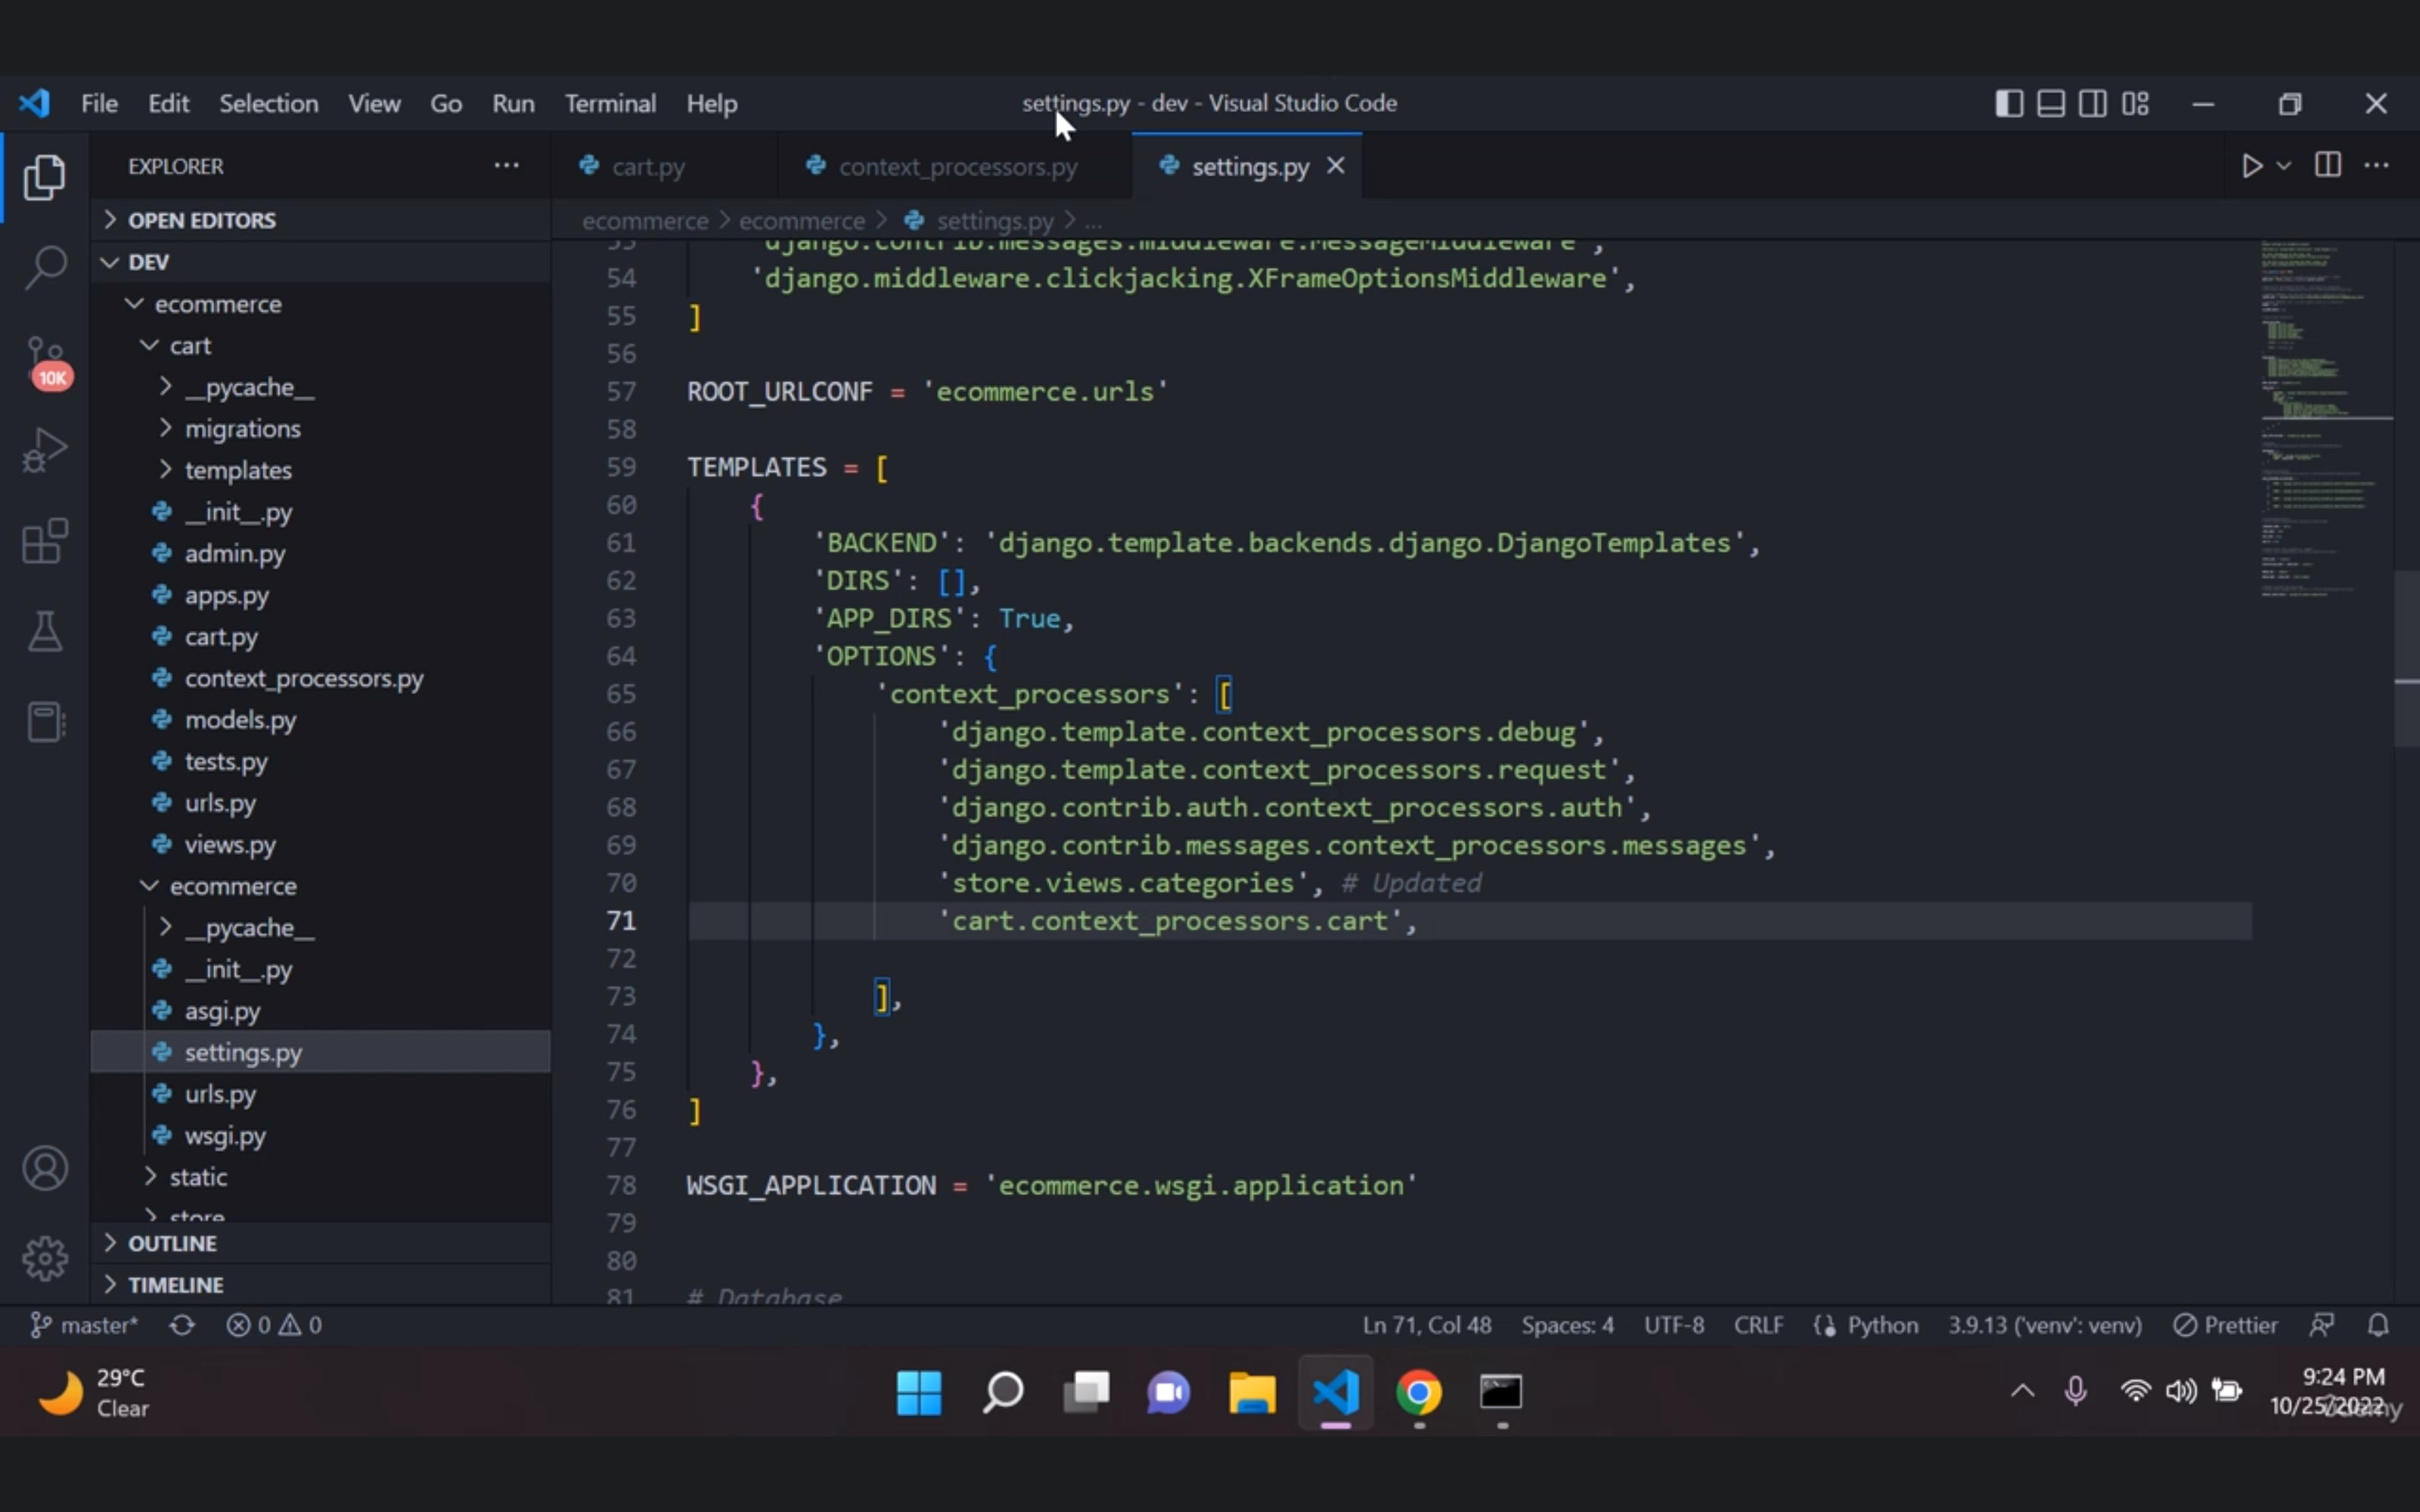 File Edit Selection View Go Run Terminal Help settings.py - dev - Visual Studio Code
EXPLORER
cart.py context_processors.py settings.py
OPEN EDITORS
ecommerce > ecommerce > settings.py > ...
DEV
ecommerce
cart
__pycache__
migrations
templates
__init__.py
admin.py
apps.py
cart.py
context_processors.py
models.py
tests.py
urls.py
views.py
ecommerce
__pycache__
__init__.py
asgi.py
settings.py
urls.py
wsgi.py
static
store
OUTLINE
TIMELINE
10K
53 'django.contrib.messages.middleware.MessageMiddleware',
54 'django.middleware.clickjacking.XFrameOptionsMiddleware',
55 ]
56
57 ROOT_URLCONF = 'ecommerce.urls'
58
59 TEMPLATES = [
60 {
61 'BACKEND': 'django.template.backends.django.DjangoTemplates',
62 'DIRS': [],
63 'APP_DIRS': True,
64 'OPTIONS': {
65 'context_processors': [
66 'django.template.context_processors.debug',
67 'django.template.context_processors.request',
68 'django.contrib.auth.context_processors.auth',
69 'django.contrib.messages.context_processors.messages',
70 'store.views.categories', # Updated
71 'cart.context_processors.cart',
72
73 ],
74 },
75 },
76 ]
77
78 WSGI_APPLICATION = 'ecommerce.wsgi.application'
79
80
81 # Database
master* 0 0 Ln 71, Col 48 Spaces: 4 UTF-8 CRLF Python 3.9.13 ('venv': venv) Prettier
29°C
Clear
9:24 PM
10/25/2022
Udemy